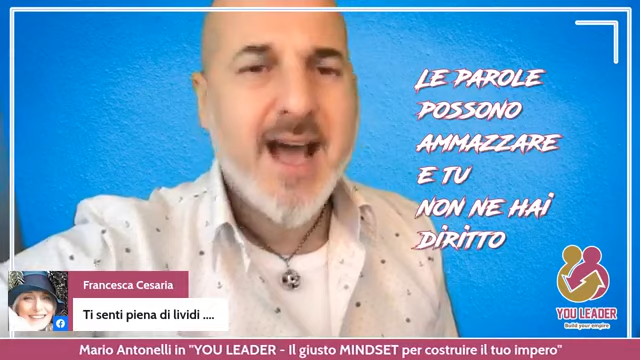 LE PAROLE
POSSONO
AMMAZZARE
E TU
NON NE HAI
DIRITTO
YOU LEADER
Build your empire
Francesca Cesaria
Ti senti piena di lividi ....
Mario Antonelli in "YOU LEADER - Il giusto MINDSET per costruire il tuo impero"